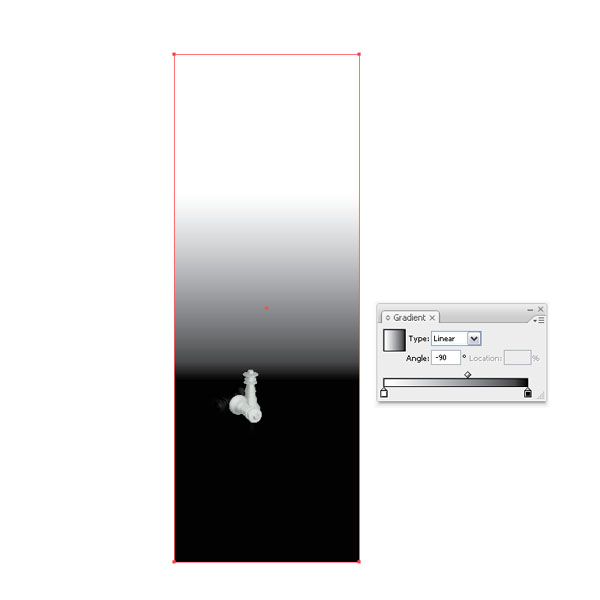 Gradient
Type: Linear
Angle: -90 ° Location: %